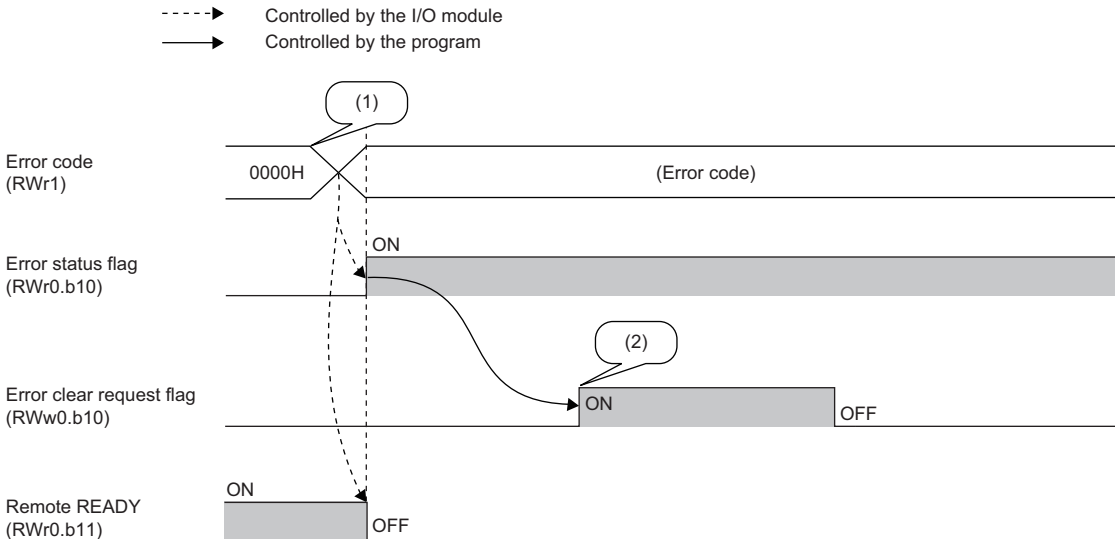 Controlled by the I/O module
Controlled by the program
(1)
Error code
(RWr1)
0000H
(Error code)
ON
Error status flag
(RWr0.b10)
(2)
Error clear request flag
(RWw0.b10)
ON
OFF
ON
Remote READY
(RWr0.b11)
OFF